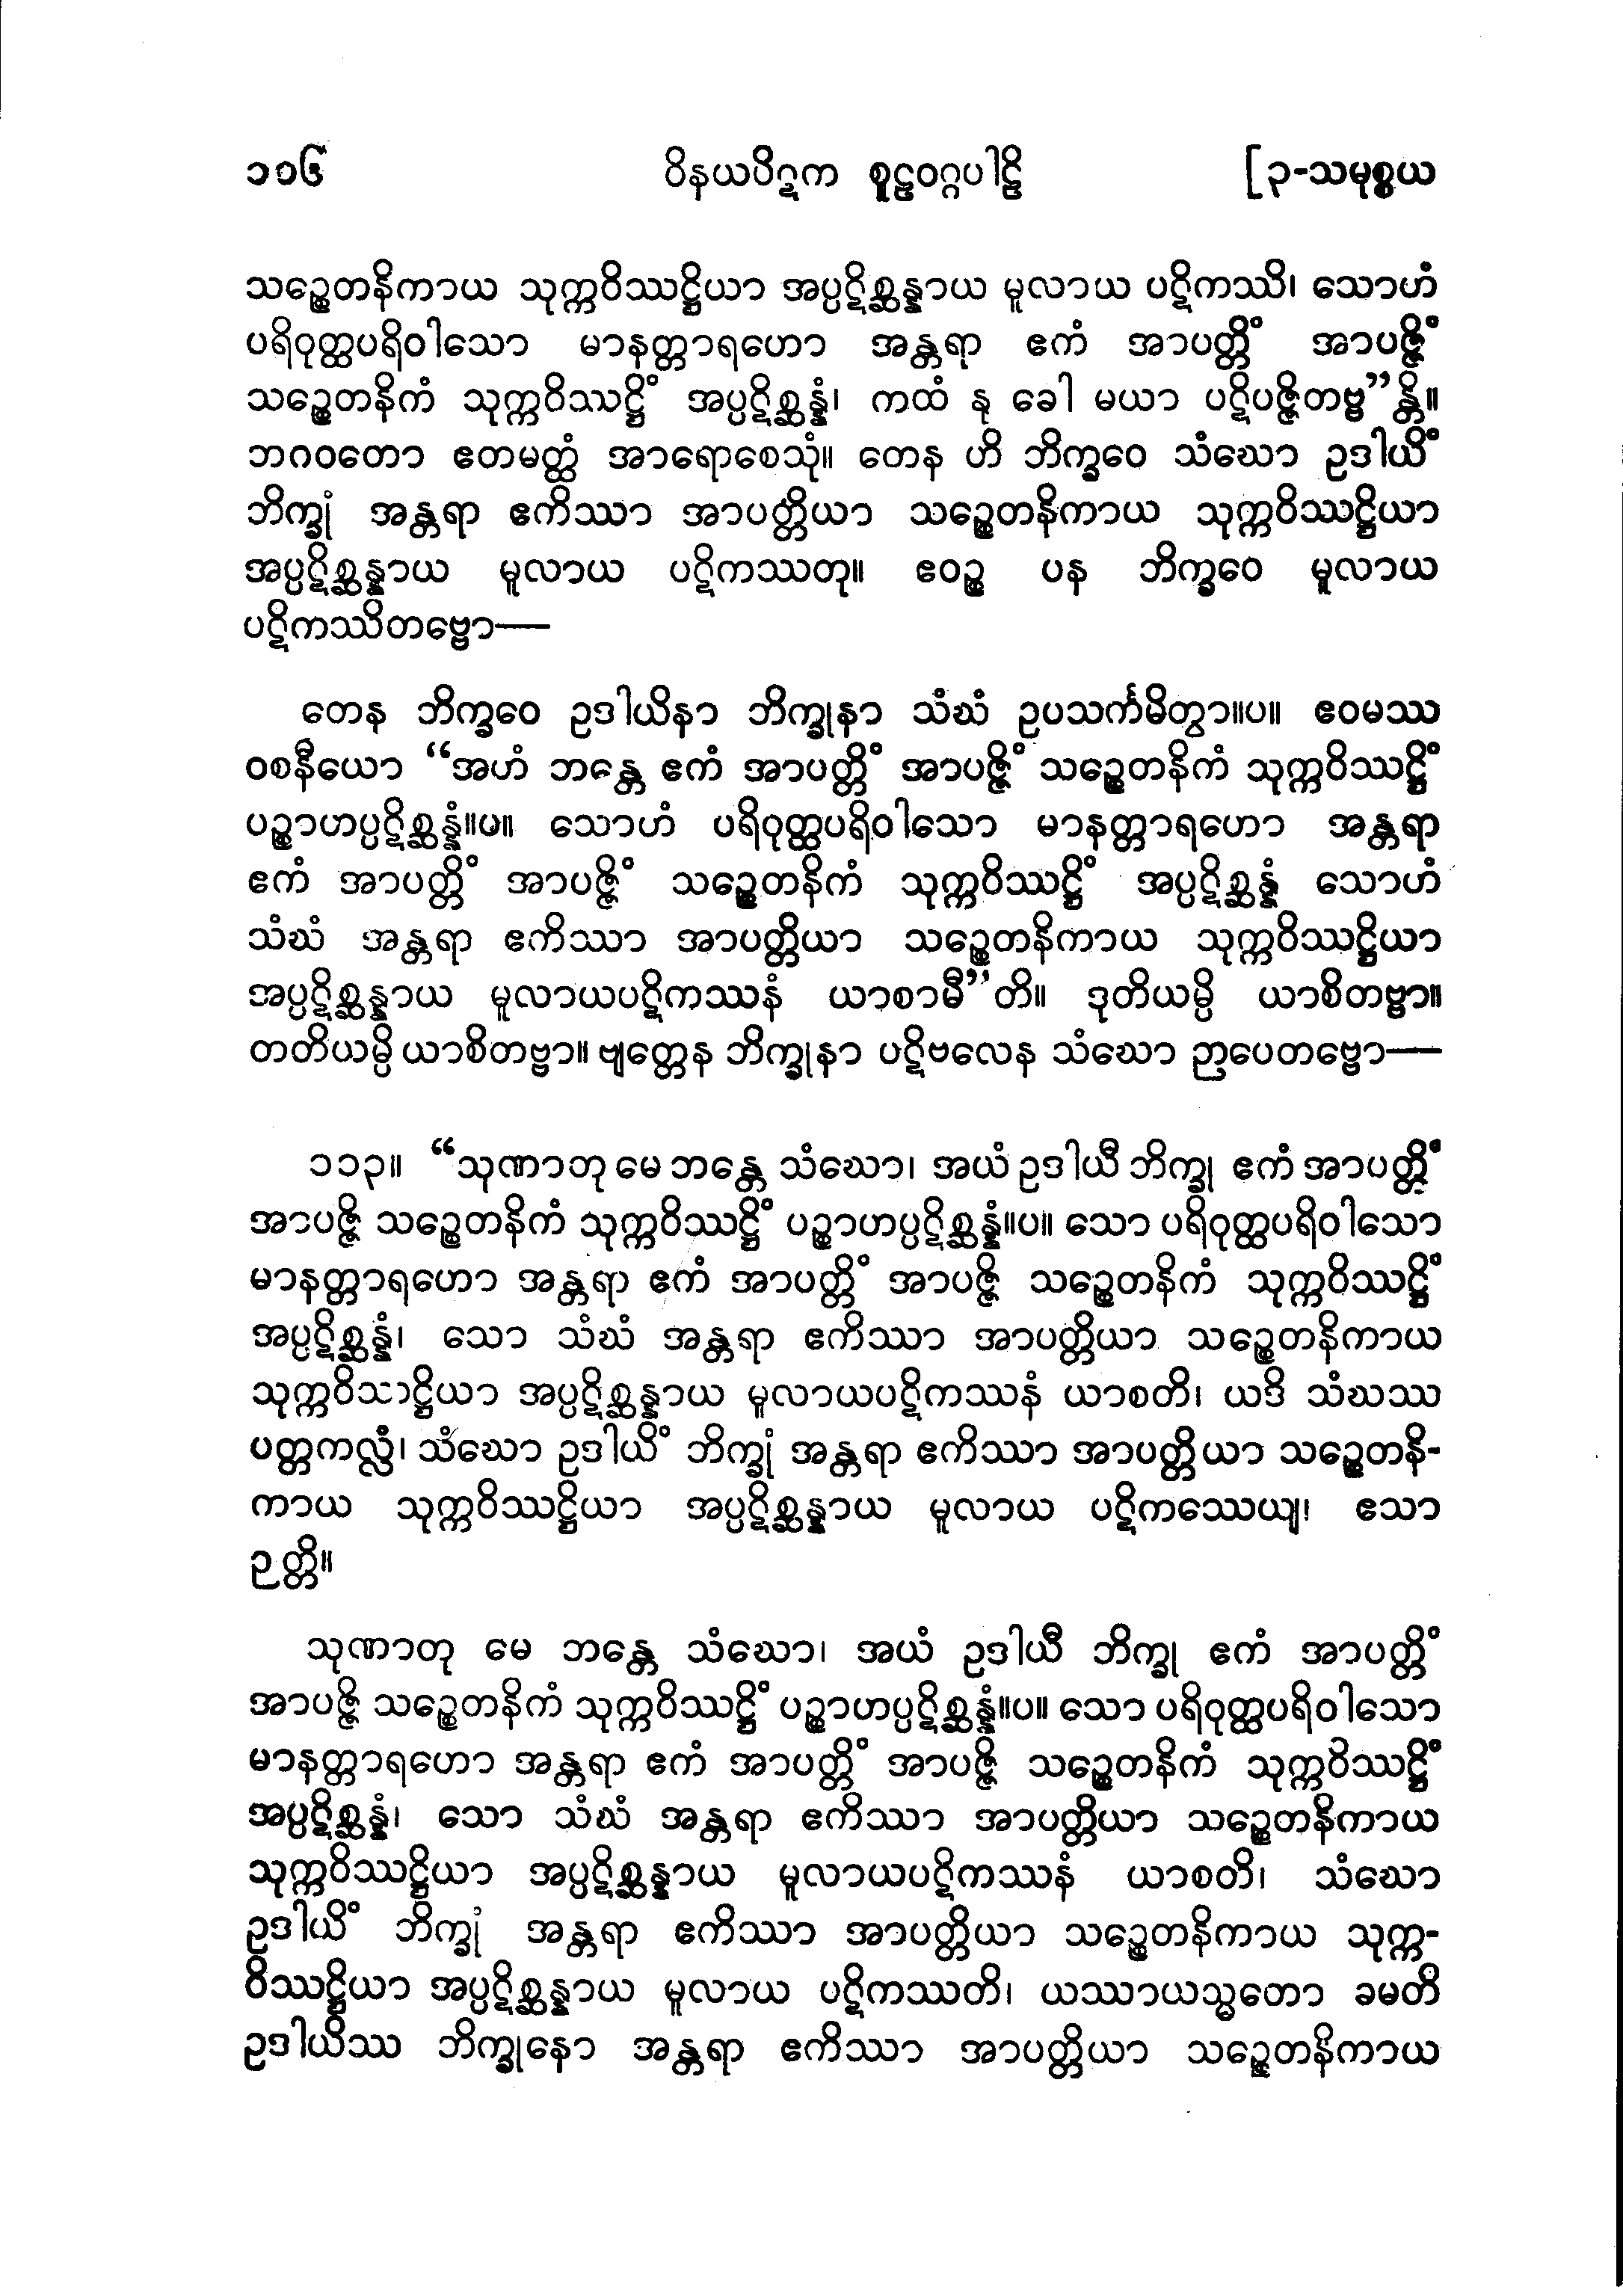 ၁၀၆ ဝိနယပိဋက စူဠဝဂ္ဂပါဠိ [၃-သမုစ္စယ
သဉ္စေတနိကာယ သုက္ကဝိဿဋ္ဌိယာ အပ္ပဋိစ္ဆန္နာယ မူလာယ ပဋိကဿိ၊ သောဟံ
ပရိဝုတ္ထပရိဝါသော မာနတ္တာရဟော အန္တရာ ဧကံ အာပတ္တိံ အာပဇ္ဇိံ
သဉ္စေတနိကံ သုက္ကဝိဿဋ္ဌိံ အပ္ပဋိစ္ဆန္နံ၊ ကထံ နု ခေါ မယာ ပဋိပဇ္ဇိတဗ္ဗ”န္တိ။
ဘဂဝတော ဧတမတ္ထံ အာရောစေသုံ။ တေန ဟိ ဘိက္ခဝေ သံဃော ဥဒါယိံ
ဘိက္ခုံ အန္တရာ ဧကိဿာ အာပတ္တိယာ သဉ္စေတနိကာယ သုက္ကဝိဿဋ္ဌိယာ
အပ္ပဋိစ္ဆန္နာယ မူလာယ ပဋိကဿတု။ ဧဝဉ္စ ပန ဘိက္ခဝေ မူလာယ
ပဋိကဿိတဗ္ဗော—
တေန ဘိက္ခဝေ ဥဒါယိနာ ဘိက္ခုနာ သံဃံ ဥပသင်္ကမိတွာ။ပ။ ဧဝမဿ
ဝစနီယော “အဟံ ဘန္တေ ဧကံ အာပတ္တိံ အာပဇ္ဇိံ သဉ္စေတနိကံ သုက္ကဝိဿဋ္ဌိံ
ပဉ္စာဟပ္ပဋိစ္ဆန္နံ။ပ။ သောဟံ ပရိဝုတ္ထပရိဝါသော မာနတ္တာရဟော အန္တရာ
ဧကံ အာပတ္တိံ အာပဇ္ဇိံ သဉ္စေတနိကံ သုက္ကဝိဿဋ္ဌိံ အပ္ပဋိစ္ဆန္နံ သောဟံ
သံဃံ အန္တရာ ဧကိဿာ အာပတ္တိယာ သဉ္စေတနိကာယ သုက္ကဝိဿဋ္ဌိယာ
အပ္ပဋိစ္ဆန္နာယ မူလာယပဋိကဿနံ ယာစာမီ”တိ။ ဒုတိယမ္ပိ ယာစိတဗ္ဗာ။
တတိယမ္ပိ ယာစိတဗ္ဗာ။ ဗျတ္တေန ဘိက္ခုနာ ပဋိဗလေန သံဃော ဉာပေတဗ္ဗော—
၁၁၃။ “သုဏာတု မေ ဘန္တေ သံဃော၊ အယံ ဥဒါယီ ဘိက္ခု ဧကံ အာပတ္တိံ
အာပဇ္ဇိ သဉ္စေတနိကံ သုက္ကဝိဿဋ္ဌိံ ပဉ္စာဟပ္ပဋိစ္ဆန္နံ။ပ။ သော ပရိဝုတ္ထပရိဝါသော
မာနတ္တာရဟော အန္တရာ ဧကံ အာပတ္တိံ အာပဇ္ဇိ သဉ္စေတနိကံ သုက္ကဝိဿဋ္ဌိံ
အပ္ပဋိစ္ဆန္နံ၊ သော သံဃံ အန္တရာ ဧကိဿာ အာပတ္တိယာ သဉ္စေတနိကာယ
သုက္ကဝိဿဋ္ဌိယာ အပ္ပဋိစ္ဆန္နာယ မူလာယပဋိကဿနံ ယာစတိ၊ ယဒိ သံဃဿ
ပတ္တကလ္လံ၊ သံဃော ဥဒါယိံ ဘိက္ခုံ အန္တရာ ဧကိဿာ အာပတ္တိယာ သဉ္စေတနိ-
ကာယ သုက္ကဝိဿဋ္ဌိယာ အပ္ပဋိစ္ဆန္နာယ မူလာယ ပဋိကဿေယျ၊ ဧသာ
ဉတ္တိ။
သုဏာတု မေ ဘန္တေ သံဃော၊ အယံ ဥဒါယီ ဘိက္ခု ဧကံ အာပတ္တိံ
အာပဇ္ဇိ သဉ္စေတနိကံ သုက္ကဝိဿဋ္ဌိံ ပဉ္စာဟပ္ပဋိစ္ဆန္နံ။ပ။ သော ပရိဝုတ္ထပရိဝါသော
မာနတ္တာရဟော အန္တရာ ဧကံ အာပတ္တိံ အာပဇ္ဇိ သဉ္စေတနိကံ သုက္ကဝိဿဋ္ဌိံ
အပ္ပဋိစ္ဆန္နံ၊ သော သံဃံ အန္တရာ ဧကိဿာ အာပတ္တိယာ သဉ္စေတနိကာယ
သုက္ကဝိဿဋ္ဌိယာ အပ္ပဋိစ္ဆန္နာယ မူလာယပဋိကဿနံ ယာစတိ၊ သံဃော
ဥဒါယိံ ဘိက္ခုံ အန္တရာ ဧကိဿာ အာပတ္တိယာ သဉ္စေတနိကာယ သုက္က-
ဝိဿဋ္ဌိယာ အပ္ပဋိစ္ဆန္နာယ မူလာယ ပဋိကဿတိ၊ ယဿာယသ္မတော ခမတိ
ဥဒါယိဿ ဘိက္ခုနော အန္တရာ ဧကိဿာ အာပတ္တိယာ သဉ္စေတနိကာယ